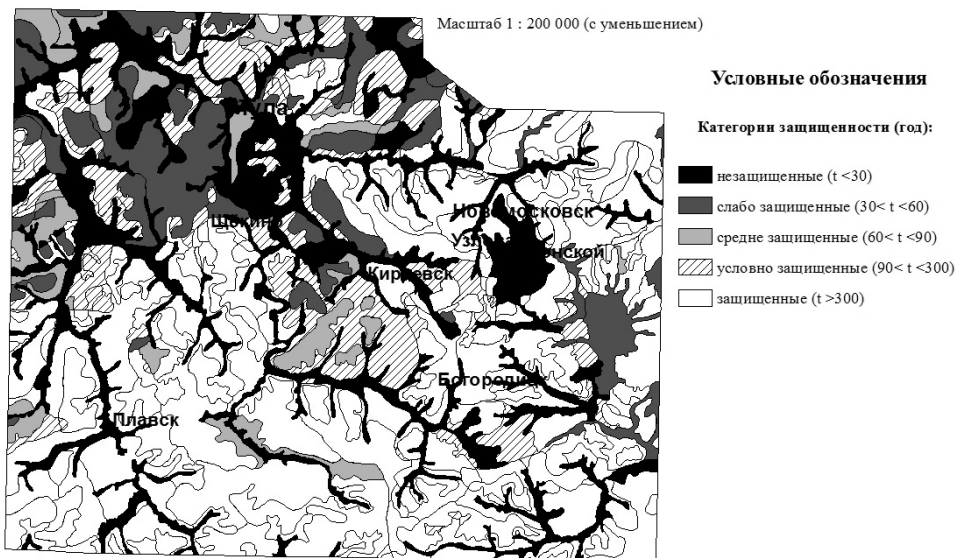 Масштаб 1 : 200 000 (с уменьшением)
Условные обозначения
Категории защищенности (год):
незащищенные (t <30)
слабо защищенные (30< t <60)
средне защищенные (60< t <90)
условно защищенные (90< t <300)
защищенные (t >300)
Тула
Щекино
Новомосковск
Киреевск
Богородицк
Плавск